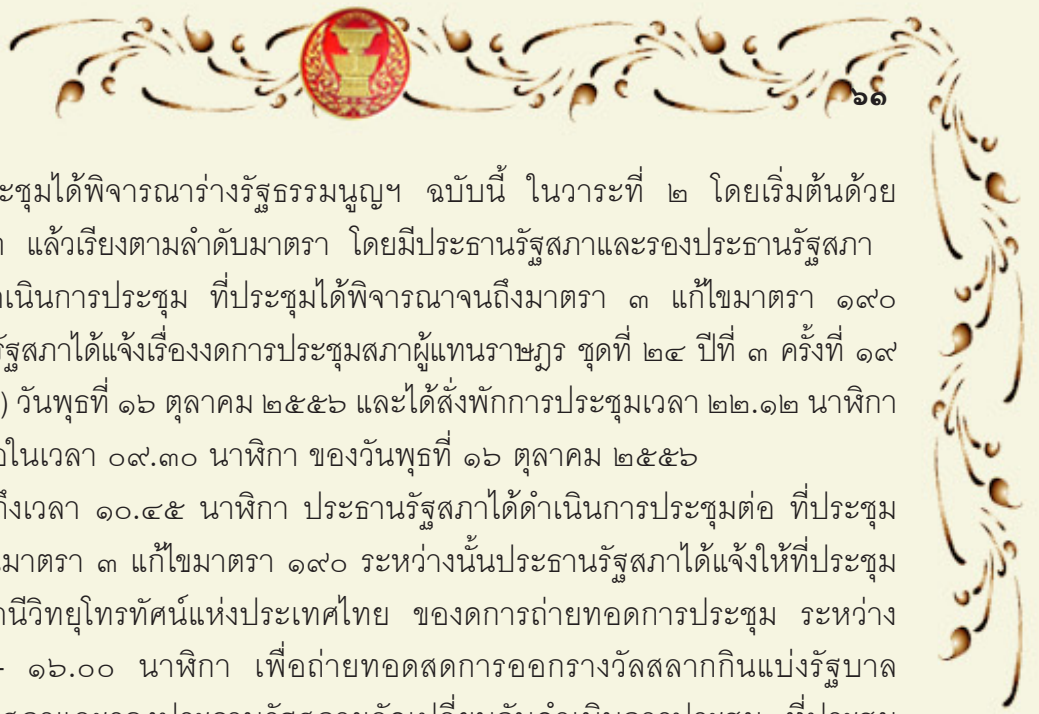 ๖๑
ะชุมได้พิจารณาร่างรัฐธรรมนูญฯ ฉบับนี้ ในวาระที่ ๒ โดยเริ่มต้นด้วย
แล้วเรียงตามลำดับมาตรา โดยมีประธานรัฐสภาและรองประธานรัฐสภา
เนินการประชุม ที่ประชุมได้พิจารณาจนถึงมาตรา ๓ แก้ไขมาตรา ๑๙๐
รัฐสภาได้แจ้งเรื่องงดการประชุมสภาผู้แทนราษฎร ชุดที่ ๒๔ ปีที่ ๓ ครั้งที่ ๑๙
) วันพุธที่ ๑๖ ตุลาคม ๒๕๕๖ และได้สั่งพักการประชุมเวลา ๒๒.๑๒ นาฬิกา
ในเวลา ๐๙.๓๐ นาฬิกา ของวันพุธที่ ๑๖ ตุลาคม ๒๕๕๖
ถึงเวลา ๑๐.๔๕ นาฬิกา ประธานรัฐสภาได้ดำเนินการประชุมต่อ ที่ประชุม
มาตรา ๓ แก้ไขมาตรา ๑๙๐ ระหว่างนั้นประธานรัฐสภาได้แจ้งให้ที่ประชุม
านีวิทยุโทรทัศน์แห่งประเทศไทย ของดการถ่ายทอดการประชุม ระหว่าง
- ๑๖.๐๐ นาฬิกา เพื่อถ่ายทอดสดการออกรางวัลสลากกินแบ่งรัฐบาล